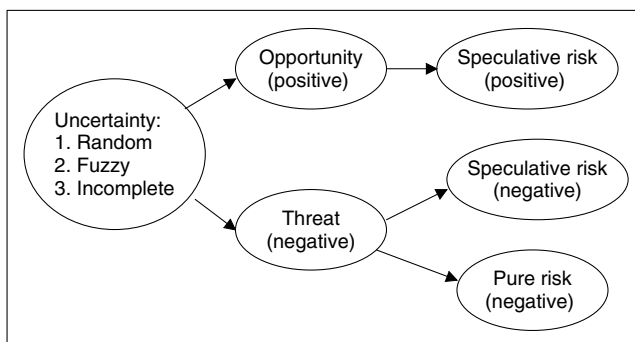 Uncertainty:
1. Random
2. Fuzzy
3. Incomplete
Opportunity
(positive)
Speculative risk
(positive)
Threat
(negative)
Speculative risk
(negative)
Pure risk
(negative)